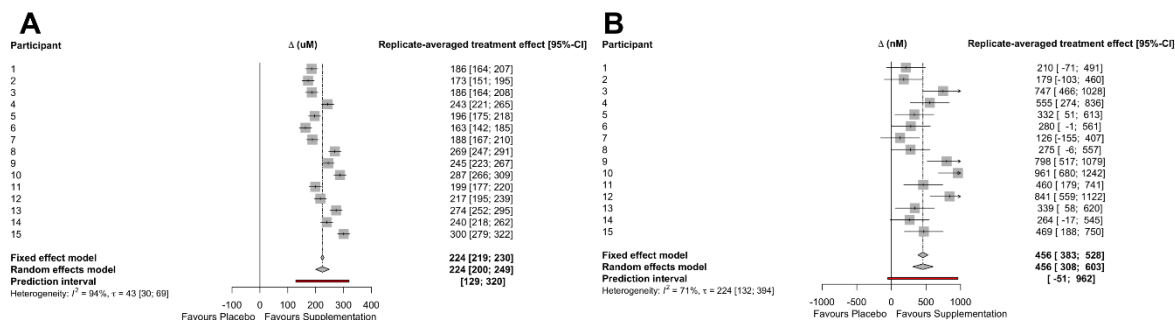 A
Participant Δ (uM) Replicate-averaged treatment effect [95%-CI]
1 186 [164; 207]
2 173 [151; 195]
3 186 [164; 208]
4 243 [221; 265]
5 196 [175; 218]
6 163 [142; 185]
7 188 [167; 210]
8 269 [247; 291]
9 245 [223; 267]
10 287 [266; 309]
11 199 [177; 220]
12 217 [195; 239]
13 274 [252; 295]
14 240 [218; 262]
15 300 [279; 322]
Fixed effect model 224 [219; 230]
Random effects model 224 [200; 249]
Prediction interval [129; 320]
Heterogeneity: I² = 94%, τ = 43 [30; 69]
-100 0 100 200 300 400
Favours Placebo Favours Supplementation
B
Participant Δ (nM) Replicate-averaged treatment effect [95%-CI]
1 210 [ -71; 491]
2 179 [-103; 460]
3 747 [466; 1028]
4 555 [274; 836]
5 332 [ 51; 613]
6 280 [ -1; 561]
7 126 [-155; 407]
8 275 [ -6; 557]
9 798 [517; 1079]
10 961 [680; 1242]
11 460 [179; 741]
12 841 [559; 1122]
13 339 [ 58; 620]
14 264 [-17; 545]
15 469 [188; 750]
Fixed effect model 456 [383; 528]
Random effects model 456 [308; 603]
Prediction interval [ -51; 962]
Heterogeneity: I² = 71%, τ = 224 [132; 394]
-1000 -500 0 500 1000
Favours Placebo Favours Supplementation